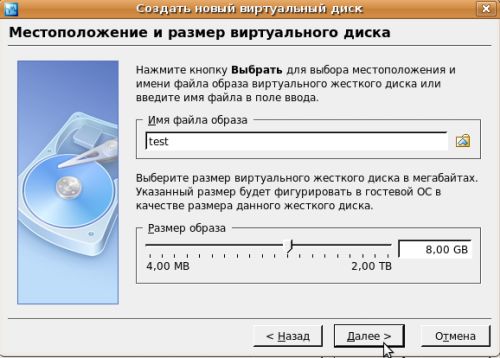 Создать новый виртуальный диск
Местоположение и размер виртуального диска
Нажмите кнопку Выбрать для выбора местоположения и
имени файла образа виртуального жесткого диска или
введите имя файла в поле ввода.
Имя файла образа
test
Выберите размер виртуального жесткого диска в мегабайтах.
Указанный размер будет фигурировать в гостевой ОС в
качестве размера данного жесткого диска.
Размер образа
8,00 GB
4,00 MB 2,00 TB
< Назад Далее > Отмена